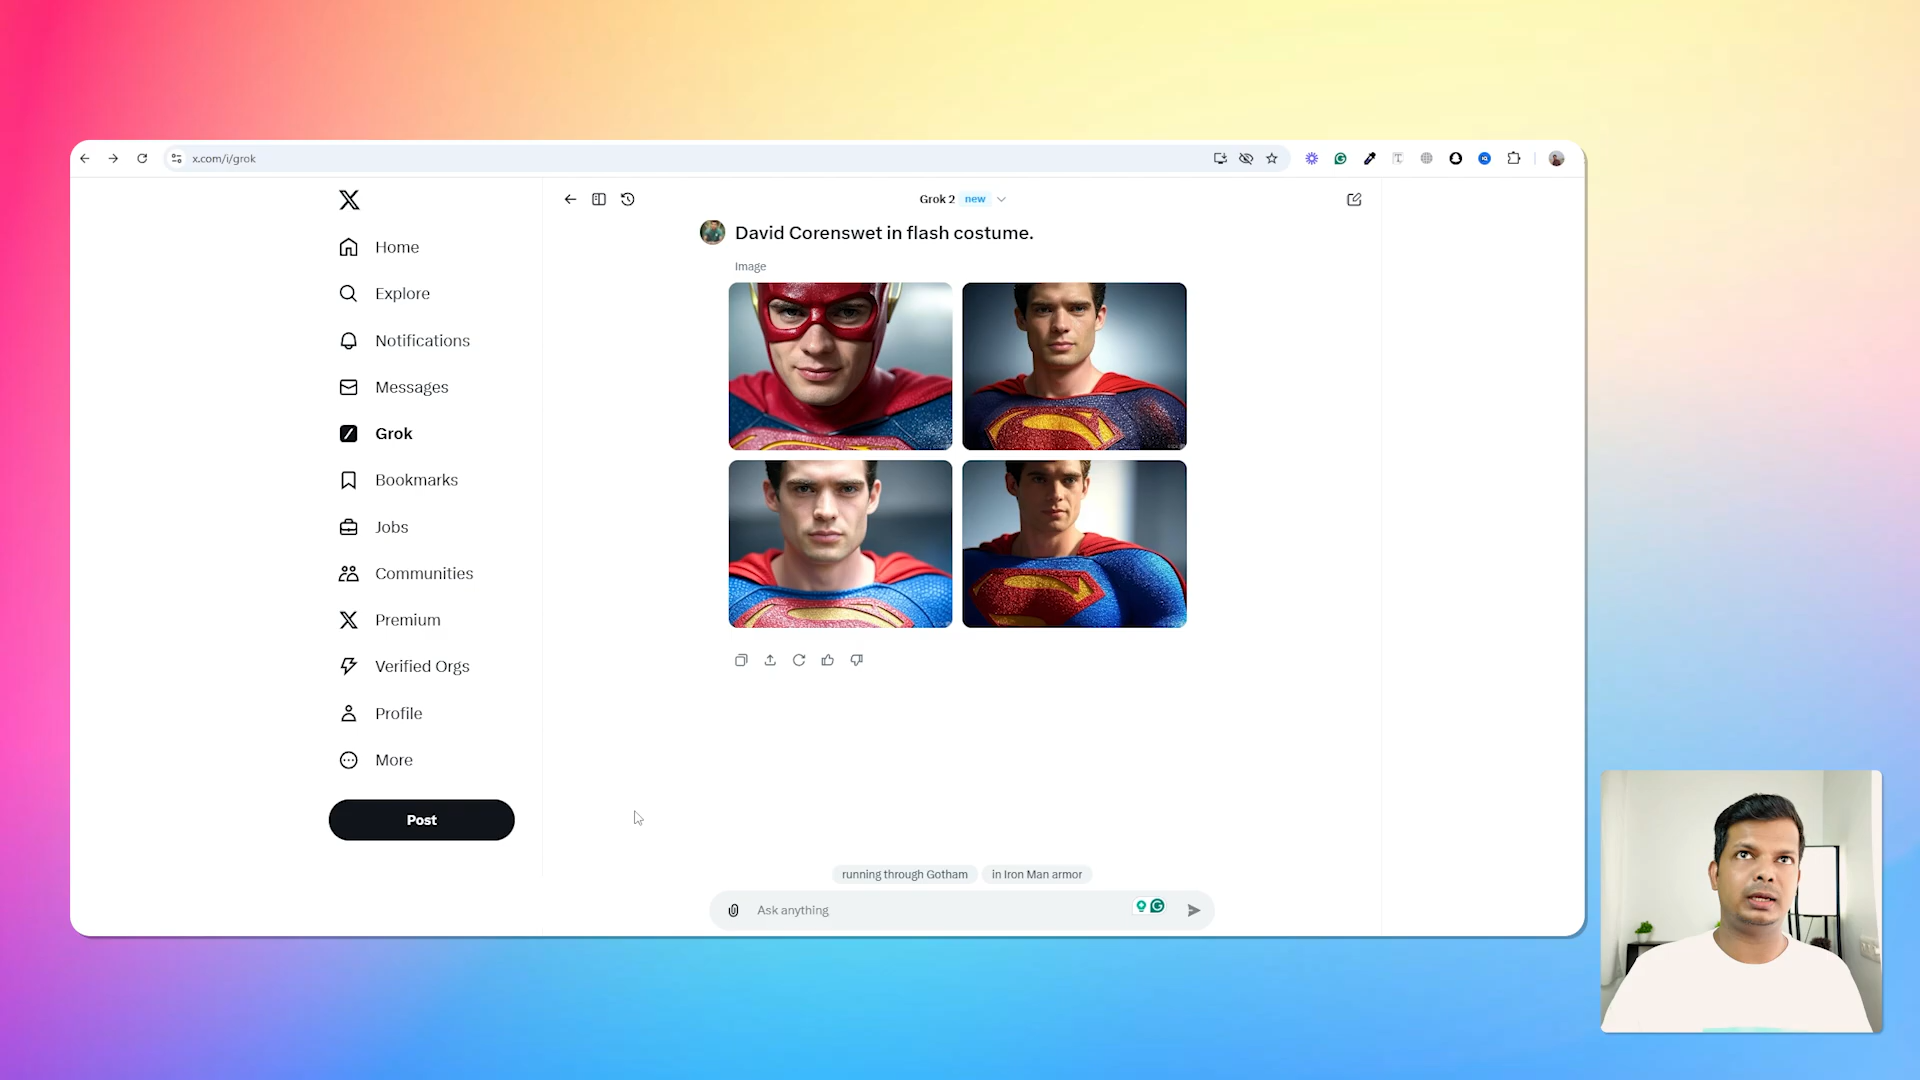 x.com/i/grok
Grok 2 new
Home
Explore
Notifications
Messages
Grok
Bookmarks
Jobs
Communities
Premium
Verified Orgs
Profile
More
Post
David Corenswet in flash costume.
Image
running through Gotham
in Iron Man armor
Ask anything